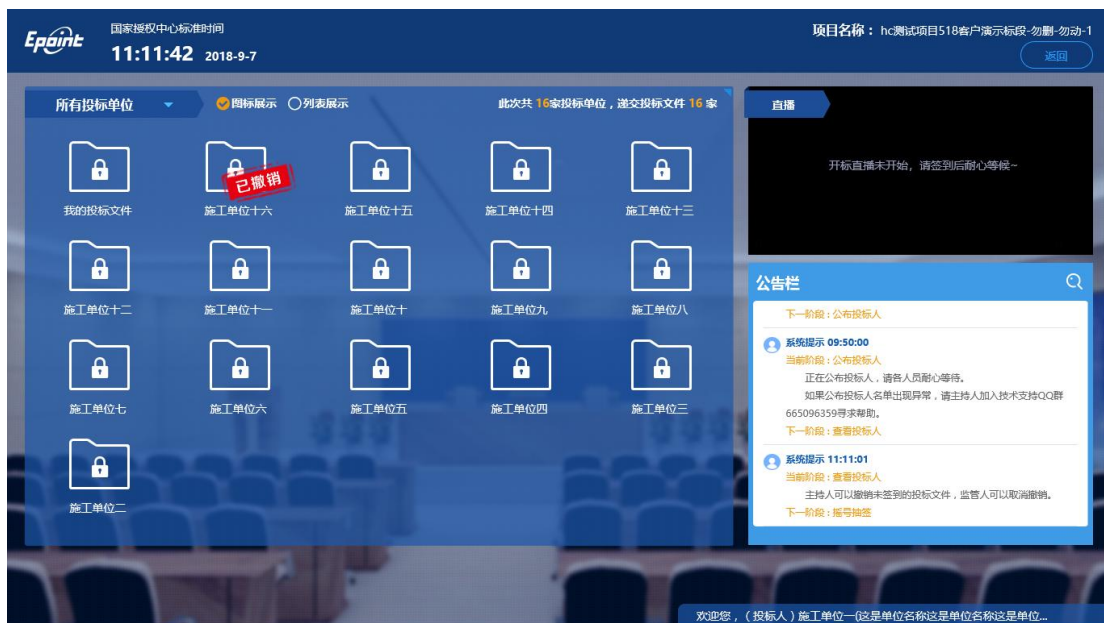 Epoint
国家授权中心标准时间
11:11:42 2018-9-7
项目名称：hc测试项目518客户演示标段-勿删-勿动-1
返回
所有投标单位
图标展示 列表展示
此次共 16家投标单位，递交投标文件 16 家
我的投标文件
已撤销
施工单位十六
施工单位十五
施工单位十四
施工单位十三
施工单位十二
施工单位十一
施工单位十
施工单位九
施工单位八
施工单位七
施工单位六
施工单位五
施工单位四
施工单位三
施工单位二
直播
开标直播未开始，请签到后耐心等候~
公告栏
下一阶段：公布投标人
系统提示 09:50:00
当前阶段：公布投标人
正在公布投标人，请各人员耐心等待。
如果公布投标人名单出现异常，请主持人加入技术支持QQ群
665096359寻求帮助。
下一阶段：查看投标人
系统提示 11:11:01
当前阶段：查看投标人
主持人可以撤销未签到的投标文件，监管人可以取消撤销。
下一阶段：摇号抽签
欢迎您，（投标人）施工单位一(这是单位名称这是单位名称这是单位...